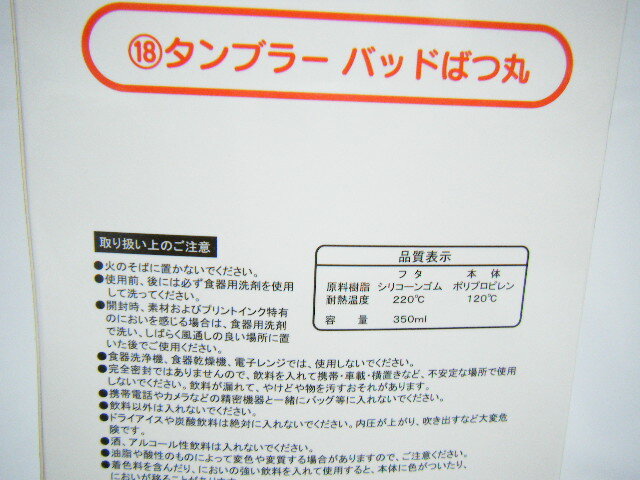 ⑱タンブラー バッドばつ丸
取り扱い上のご注意
●火のそばに置かないでください。
●使用前、後には必ず食器用洗剤を使用
して洗ってください。
●開封時、素材およびプリントインク特有
のにおいを感じる場合は、食器用洗剤
で洗い、しばらく風通しの良い場所に置
いた後でご使用ください。
●食器洗浄機、食器乾燥機、電子レンジでは、使用しないでください。
●完全密封ではありませんので、飲料を入れて携帯・車載・横置きなど、不安定な場所で使用
しないでください。飲料が漏れて、やけどや物を汚すおそれがあります。
●携帯電話やカメラなどの精密機器と一緒にバッグ等に入れないでください。
●飲料以外は入れないでください。
●ドライアイスや炭酸飲料は絶対に入れないでください。内圧が上がり、吹き出すなど大変危
険です。
●酒、アルコール性飲料は入れないでください。
●油脂や酸性のものによって変色や変質する場合がありますので、ご注意ください。
●着色料を含んだり、においの強い飲料を入れて使用すると、本体に色がついたり、
においが移ることがあります。
品質表示
フタ 本体
原料樹脂 シリコーンゴム ポリプロピレン
耐熱温度 220℃ 120℃
容量 350ml